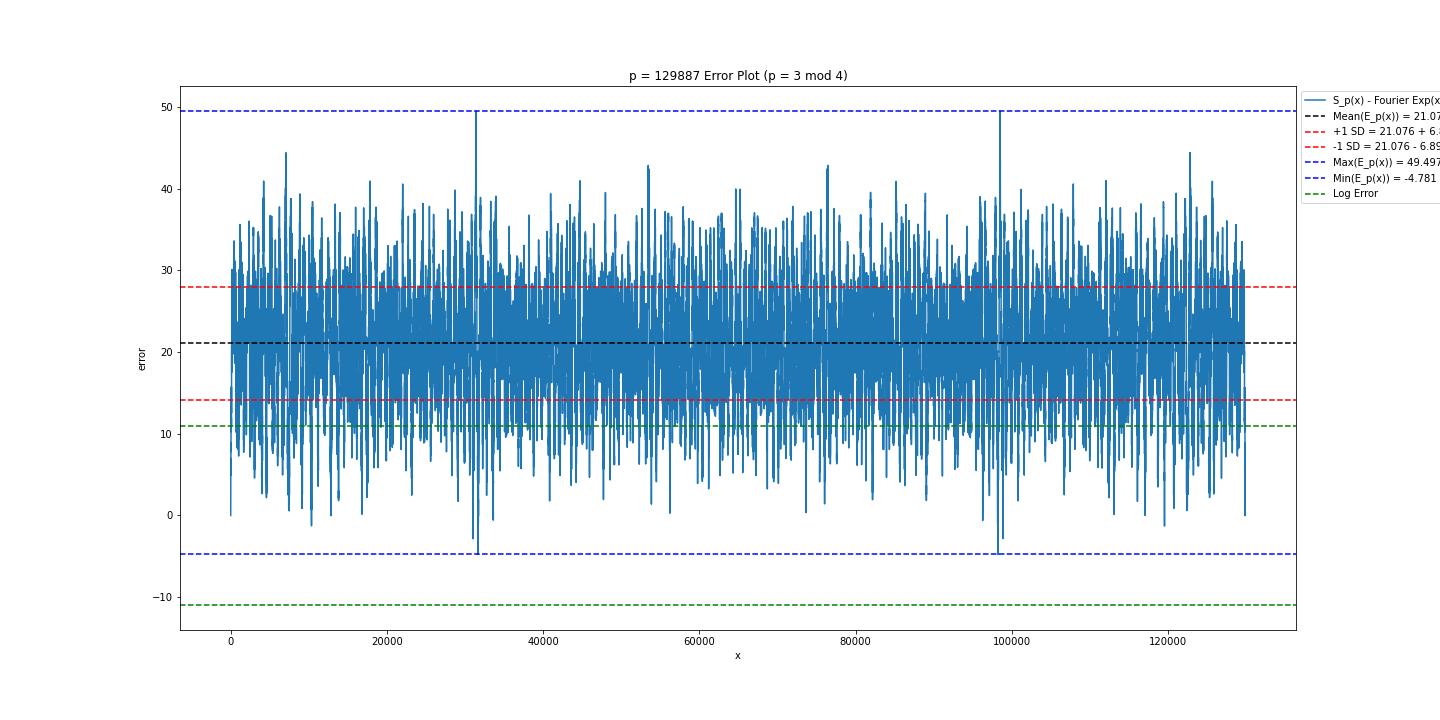 p = 129887 Error Plot (p = 3 mod 4)
50
40
30
20
10
0
−10
error
0
20000
40000
60000
80000
100000
120000
x
S_p(x) - Fourier Exp(x
Mean(E_p(x)) = 21.07
+1 SD = 21.076 + 6.8
-1 SD = 21.076 - 6.89
Max(E_p(x)) = 49.497
Min(E_p(x)) = -4.781
Log Error